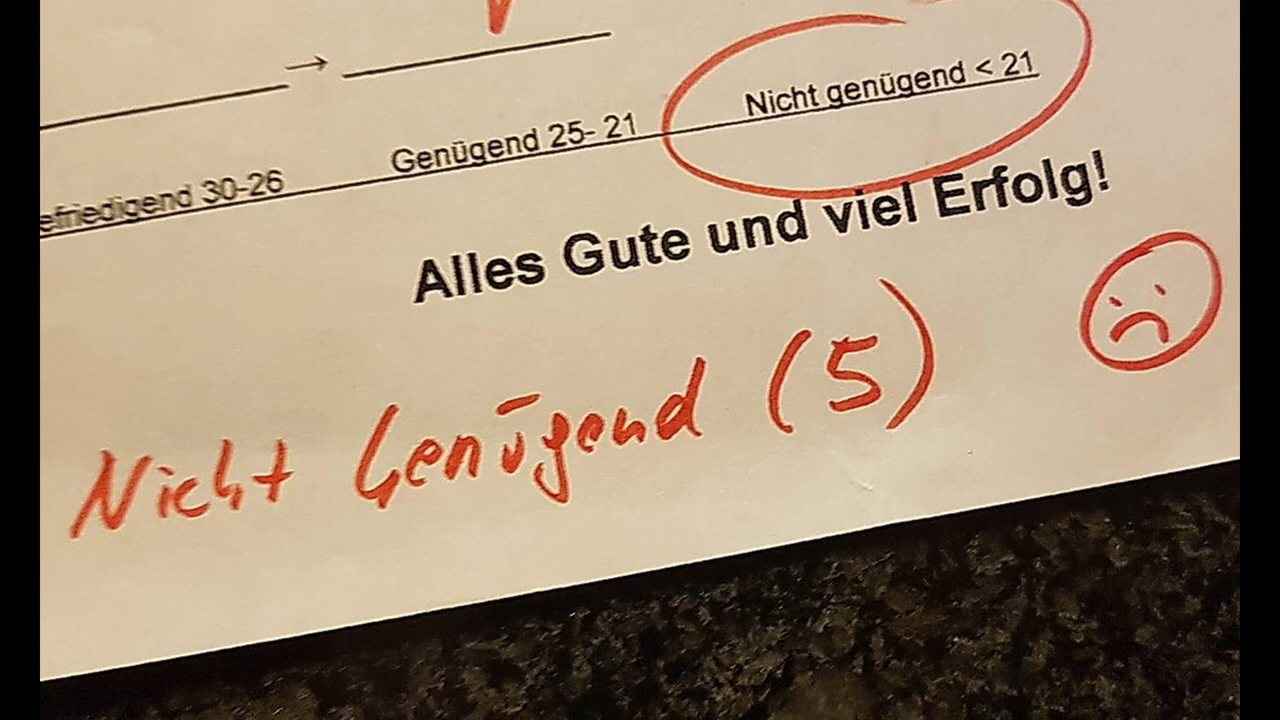 →
efriedigend 30-26 Genügend 25- 21 Nicht genügend < 21
Alles Gute und viel Erfolg!
Nicht Genügend (5)